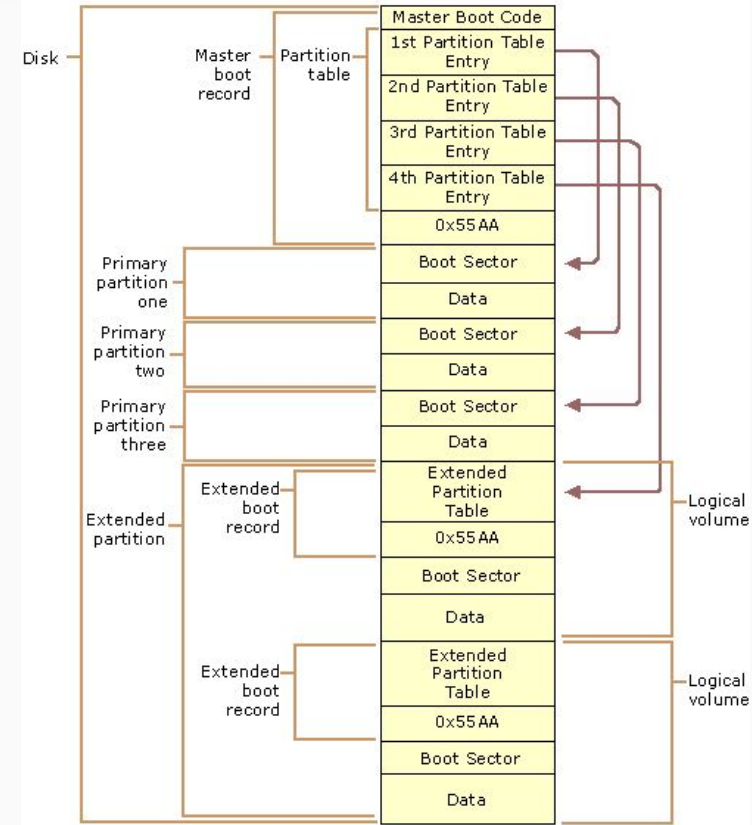 Disk
Master
boot
record
Partition
table
Master Boot Code
1st Partition Table
Entry
2nd Partition Table
Entry
3rd Partition Table
Entry
4th Partition Table
Entry
0x55AA
Primary
partition
one
Boot Sector
Data
Primary
partition
two
Boot Sector
Data
Primary
partition
three
Boot Sector
Data
Extended
partition
Extended
boot
record
Extended
Partition
Table
0x55AA
Boot Sector
Data
Logical
volume
Extended
boot
record
Extended
Partition
Table
0x55AA
Boot Sector
Data
Logical
volume